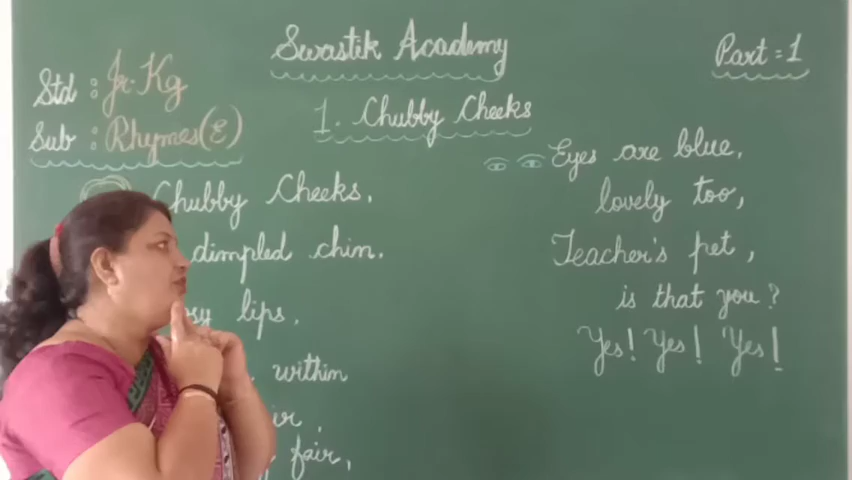 Swastik Academy
Part = 1
Std : Jr. Kg
Sub : Rhymes (E)
1. Chubby Cheeks
Chubby Cheeks,
dimpled chin.
lips.
within
fair,
Eyes are blue,
lovely too,
Teacher's pet,
is that you?
Yes! Yes! Yes!